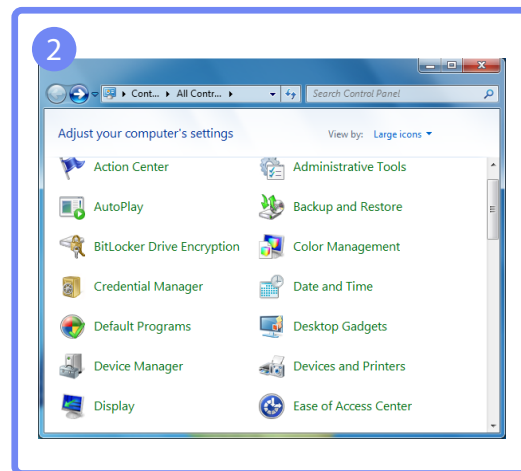 2
Cont... All Contr...
Search Control Panel
Adjust your computer's settings
View by: Large icons
Action Center
Administrative Tools
AutoPlay
Backup and Restore
BitLocker Drive Encryption
Color Management
Credential Manager
Date and Time
Default Programs
Desktop Gadgets
Device Manager
Devices and Printers
Display
Ease of Access Center